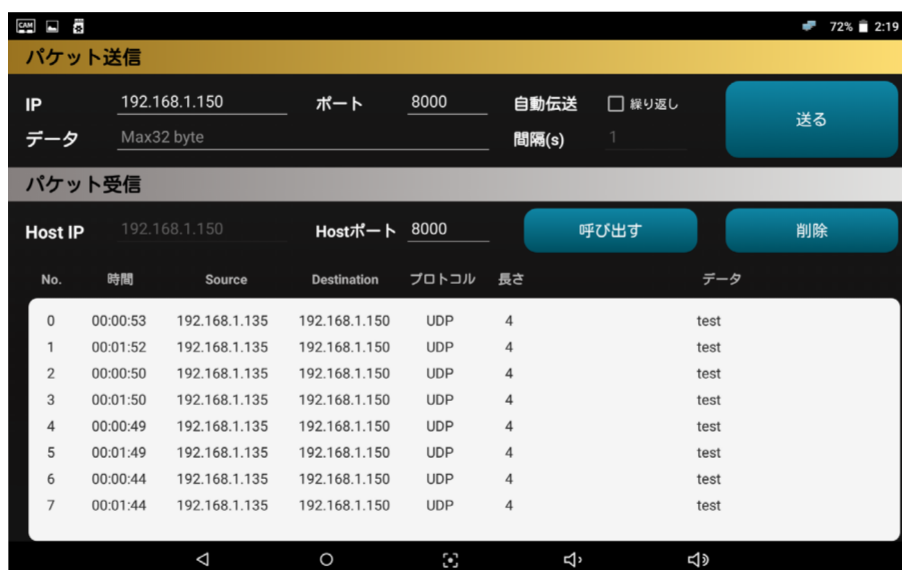 CAM 72% 2:19
パケット送信
IP 192.168.1.150 ポート 8000 自動伝送 繰り返し 送る
データ Max32 byte 間隔(s) 1
パケット受信
Host IP 192.168.1.150 Hostポート 8000 呼び出す 削除
No. 時間 Source Destination プロトコル 長さ データ
0 00:00:53 192.168.1.135 192.168.1.150 UDP 4 test
1 00:01:52 192.168.1.135 192.168.1.150 UDP 4 test
2 00:00:50 192.168.1.135 192.168.1.150 UDP 4 test
3 00:01:50 192.168.1.135 192.168.1.150 UDP 4 test
4 00:00:49 192.168.1.135 192.168.1.150 UDP 4 test
5 00:01:49 192.168.1.135 192.168.1.150 UDP 4 test
6 00:00:44 192.168.1.135 192.168.1.150 UDP 4 test
7 00:01:44 192.168.1.135 192.168.1.150 UDP 4 test